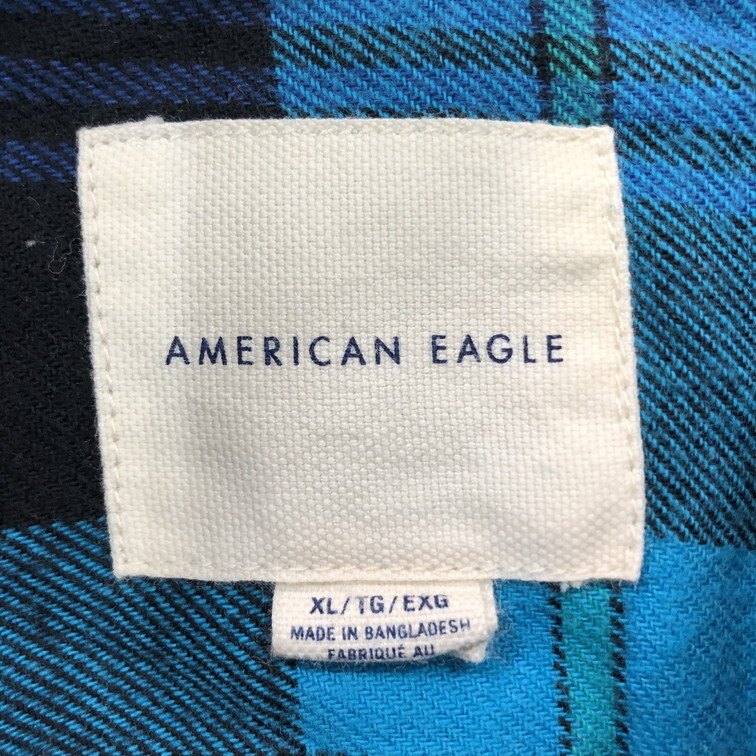 AMERICAN EAGLE
XL/TG/EXG
MADE IN BANGLADESH
FABRIQUÉ AU